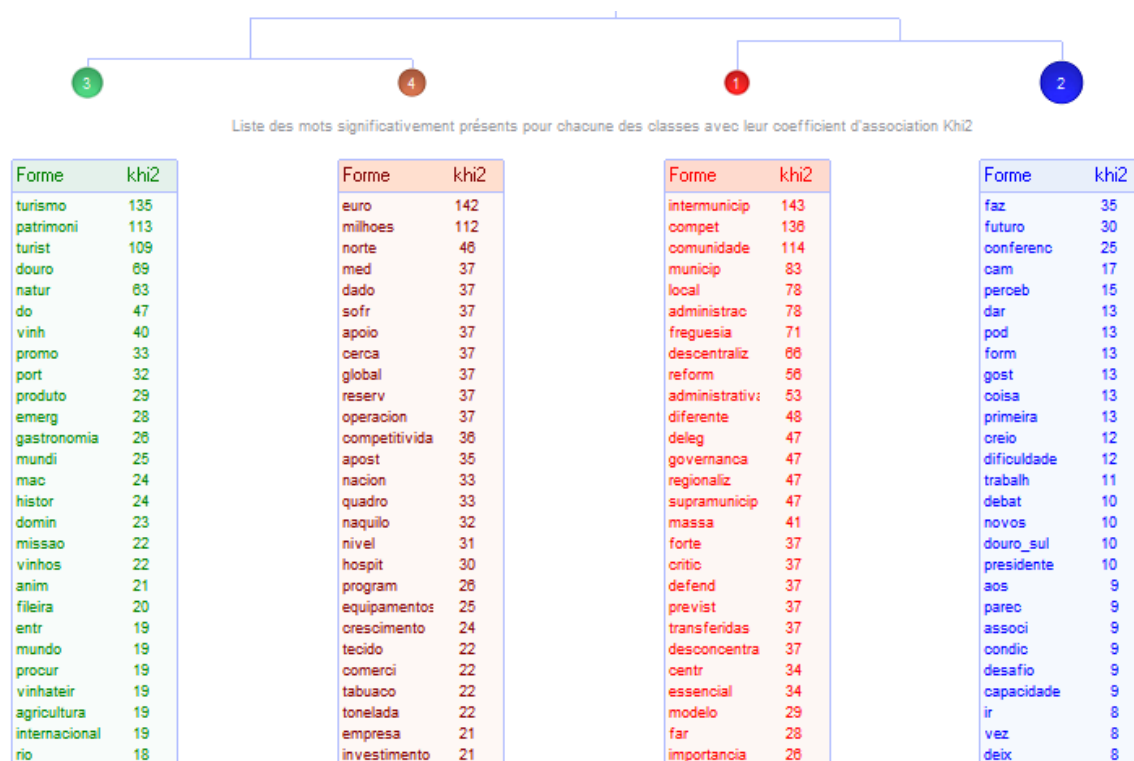 3 4 1 2
Liste des mots significativement présents pour chacune des classes avec leur coefficient d'association Khi2
Forme khi2
turismo 135
patrimoni 113
turist 109
douro 69
natur 63
do 47
vinh 40
promo 33
port 32
produto 29
emerg 28
gastronomia 26
mundi 25
mac 24
histor 24
domin 23
missao 22
vinhos 22
anim 21
fileira 20
entr 19
mundo 19
procur 19
vinhateir 19
agricultura 19
internacional 19
rio 18
Forme khi2
euro 142
milhoes 112
norte 46
med 37
dado 37
sofr 37
apoio 37
cerca 37
global 37
reserv 37
operacion 37
competitivida 36
apost 35
nacion 33
quadro 33
naquilo 32
nivel 31
hospit 30
program 26
equipamentos 25
crescimento 24
tecido 22
comerci 22
tabuaco 22
tonelada 22
empresa 21
investimento 21
Forme khi2
intermunicip 143
compet 136
comunidade 114
municip 83
local 78
administrac 78
freguesia 71
descentraliz 66
reform 56
administrativa 53
diferente 48
deleg 47
governanca 47
regionaliz 47
supramunicip 47
massa 41
forte 37
critic 37
defend 37
previst 37
transferidas 37
desconcentra 37
centr 34
essencial 34
modelo 29
far 28
importancia 26
Forme khi2
faz 35
futuro 30
conferenc 25
cam 17
perceb 15
dar 13
pod 13
form 13
gost 13
coisa 13
primeira 13
creio 12
dificuldade 12
trabalh 11
debat 10
novos 10
douro_sul 10
presidente 10
aos 9
parec 9
associ 9
condic 9
desafio 9
capacidade 9
ir 8
vez 8
deix 8